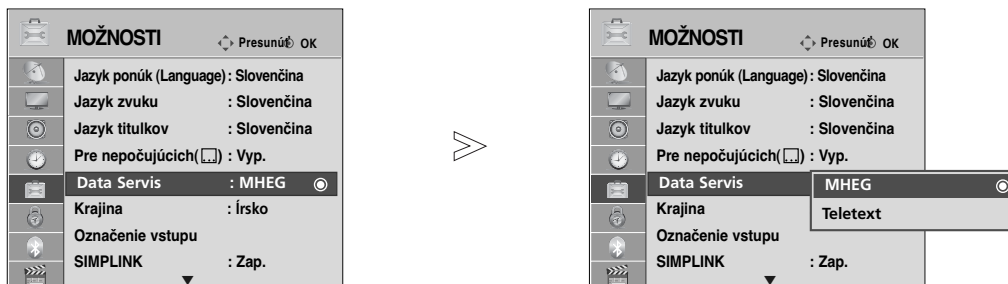 MOŽNOSTI
Presunúť OK
Jazyk ponúk (Language) : Slovenčina
Jazyk zvuku : Slovenčina
Jazyk titulkov : Slovenčina
Pre nepočujúcich( ) : Vyp.
Data Servis : MHEG
Krajina : Írsko
Označenie vstupu
SIMPLINK : Zap.
MOŽNOSTI
Presunúť OK
Jazyk ponúk (Language) : Slovenčina
Jazyk zvuku : Slovenčina
Jazyk titulkov : Slovenčina
Pre nepočujúcich( ) : Vyp.
Data Servis
MHEG
Krajina
Teletext
Označenie vstupu
SIMPLINK : Zap.